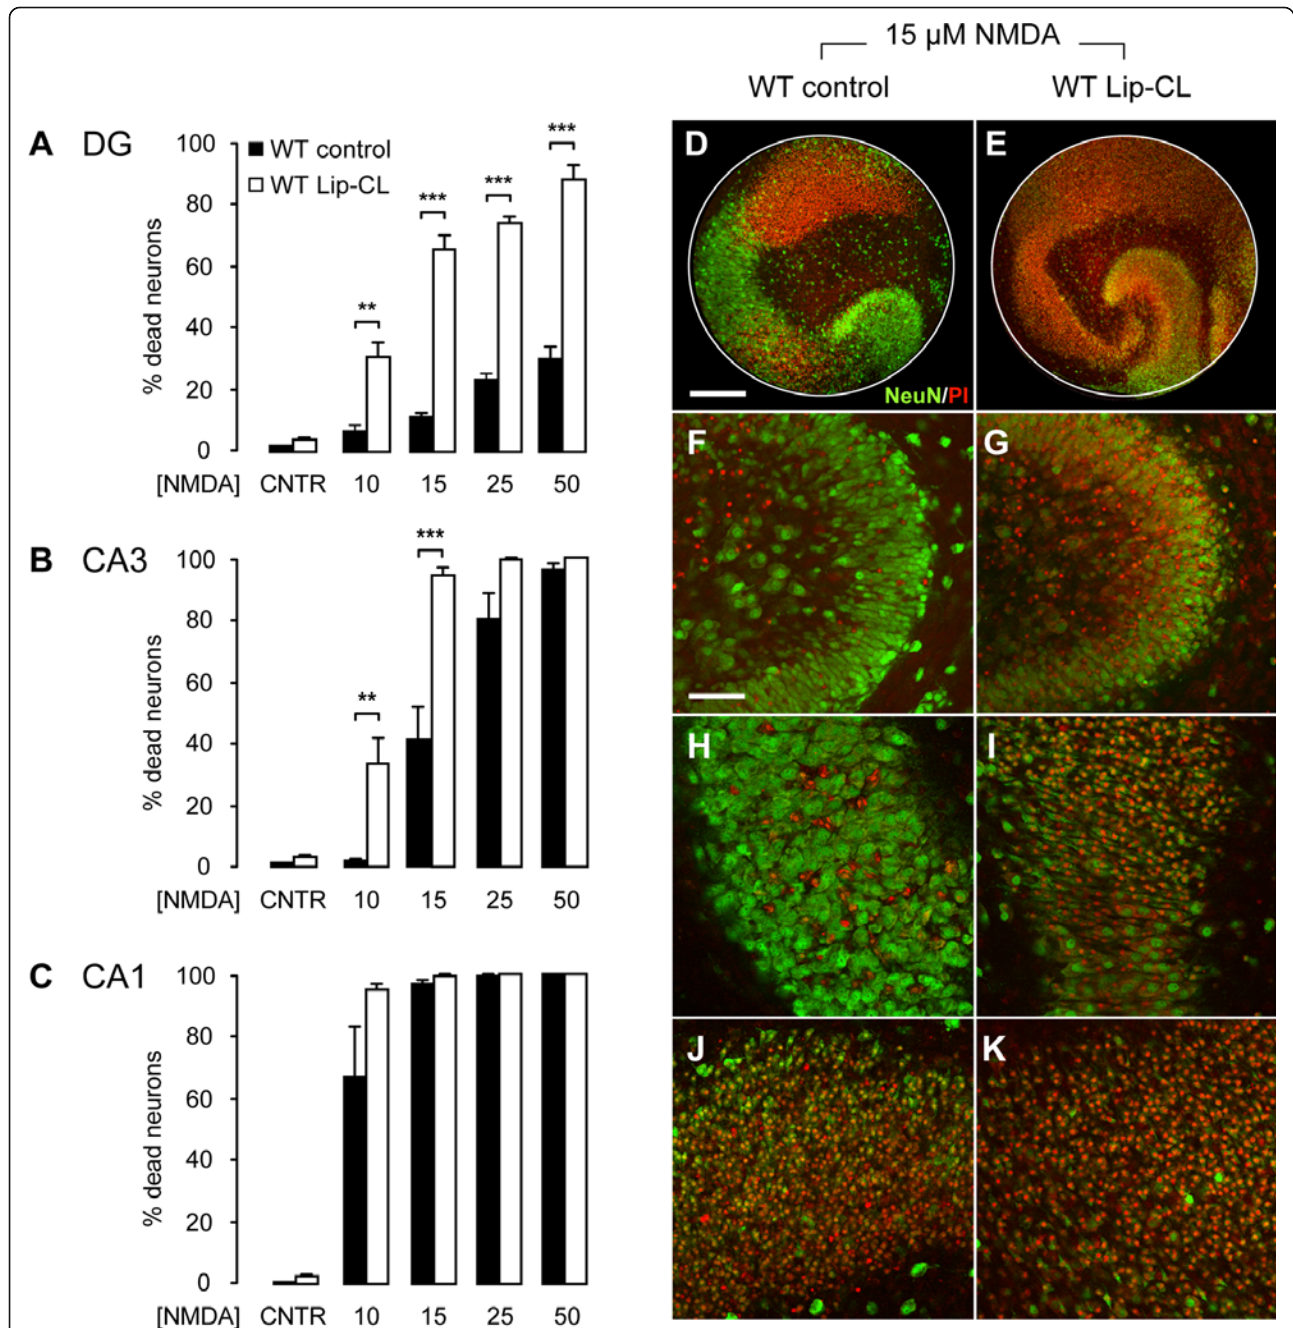 15 µM NMDA
WT control
WT Lip-CL
A DG
WT control
WT Lip-CL
100
80
60
40
20
0
% dead neurons
** *** *** ***
[NMDA] CNTR 10 15 25 50
B CA3
100
80
60
40
20
0
% dead neurons
** ***
[NMDA] CNTR 10 15 25 50
C CA1
100
80
60
40
20
0
% dead neurons
[NMDA] CNTR 10 15 25 50
D
NeuN/PI
E
F
G
H
I
J
K